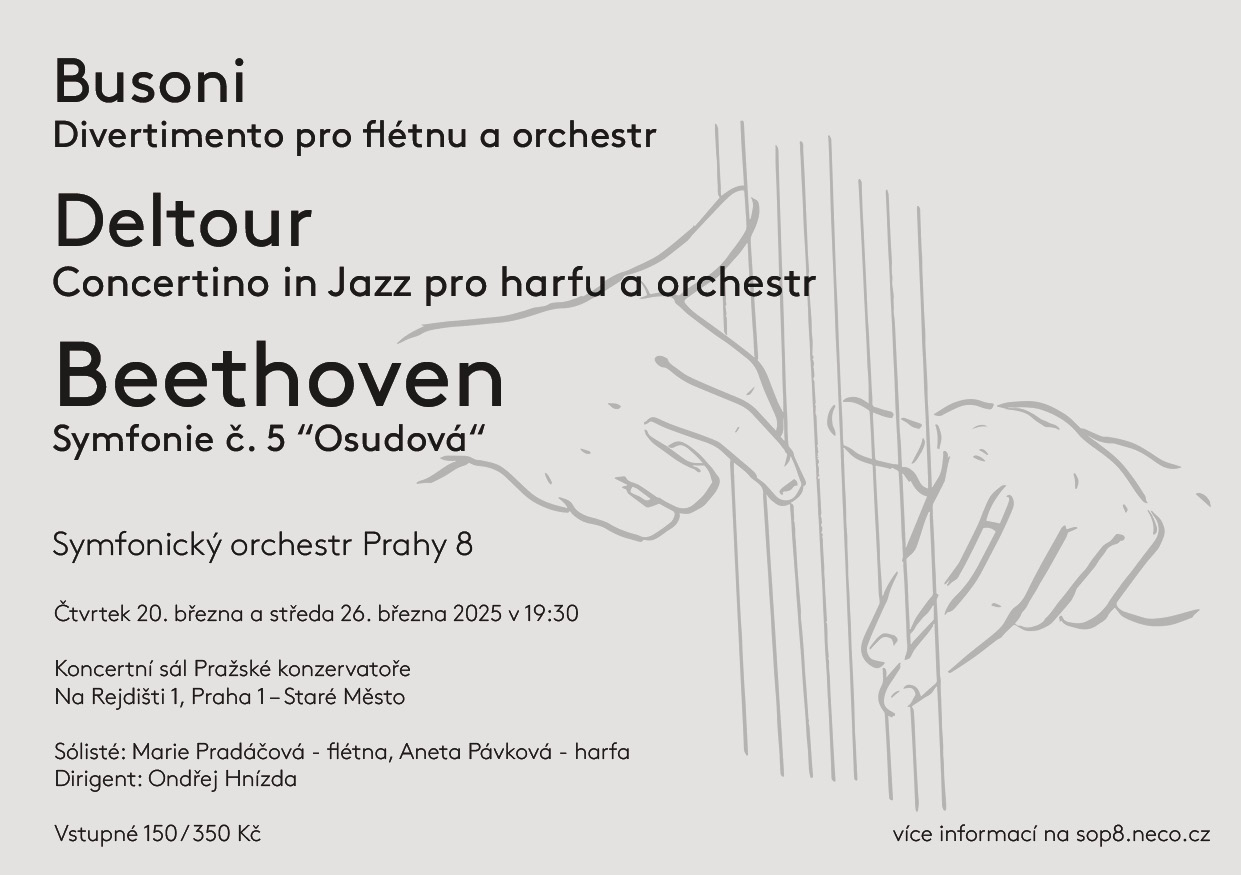 Busoni
Divertimento pro flétnu a orchestr
Deltour
Concertino in Jazz pro harfu a orchestr
Beethoven
Symfonie č. 5 “Osudová“
Symfonický orchestr Prahy 8
Čtvrtek 20. března a středa 26. března 2025 v 19:30
Koncertní sál Pražské konzervatoře
Na Rejdišti 1, Praha 1 – Staré Město
Sólisté: Marie Pradáčová - flétna, Aneta Pávková - harfa
Dirigent: Ondřej Hnízda
Vstupné 150 / 350 Kč
více informací na sop8.neco.cz